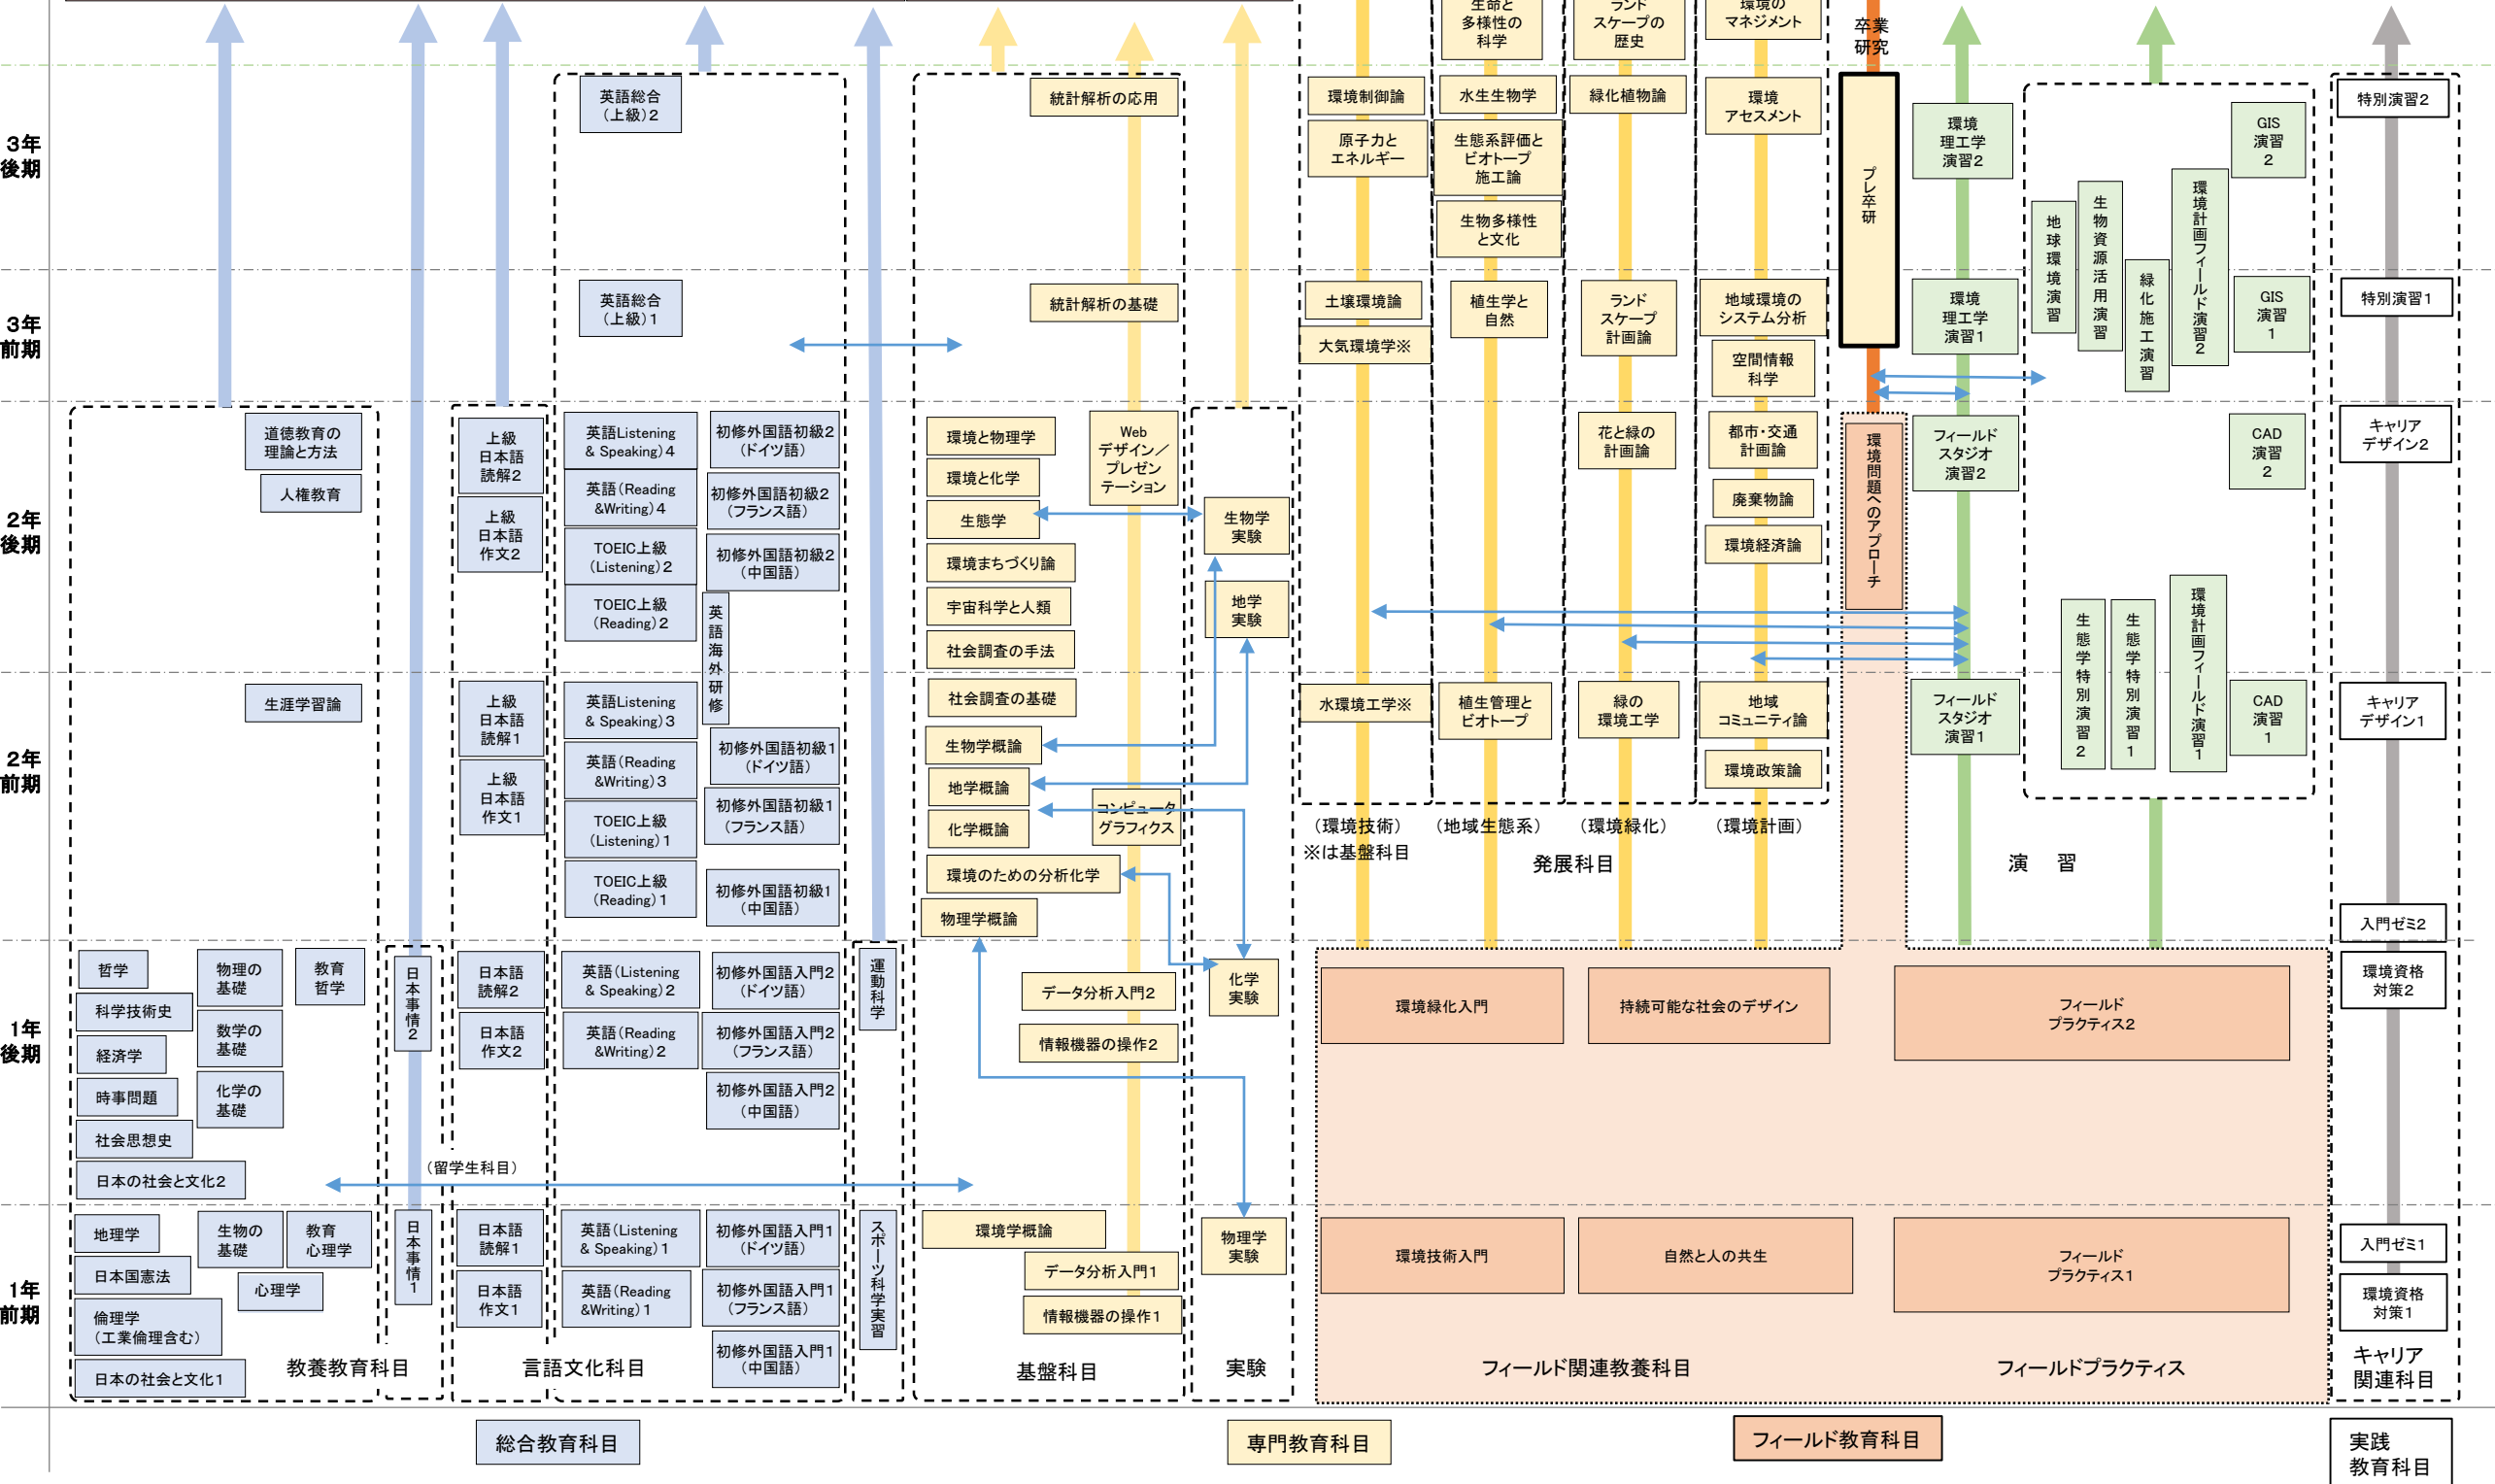 生命と
多様性の
科学
ランド
スケープの
歴史
環境の
マネジメント
卒業
研究
3年
後期
英語総合
(上級)2
統計解析の応用
環境制御論
原子力と
エネルギー
水生生物学
生態系評価と
ビオトープ
施工論
生物多様性
と文化
緑化植物論
環境
アセスメント
プレ卒研
環境
理工学
演習2
地球環境演習
生物資源活用演習
緑化施工演習
環境計画フィールド演習2
GIS
演習
2
特別演習2
3年
前期
英語総合
(上級)1
統計解析の基礎
土壌環境論
大気環境学※
植生学と
自然
ランド
スケープ
計画論
地域環境の
システム分析
空間情報
科学
環境
理工学
演習1
GIS
演習
1
特別演習1
2年
後期
道徳教育の
理論と方法
人権教育
上級
日本語
読解2
上級
日本語
作文2
英語Listening
& Speaking)4
英語(Reading
&Writing)4
TOEIC上級
(Listening)2
TOEIC上級
(Reading)2
初修外国語初級2
(ドイツ語)
初修外国語初級2
(フランス語)
初修外国語初級2
(中国語)
英語海外研修
環境と物理学
環境と化学
生態学
環境まちづくり論
宇宙科学と人類
社会調査の手法
Web
デザイン／
プレゼン
テーション
生物学
実験
地学
実験
花と緑の
計画論
都市・交通
計画論
廃棄物論
環境経済論
環境問題へのアプローチ
フィールド
スタジオ
演習2
CAD
演習
2
キャリア
デザイン2
2年
前期
生涯学習論
上級
日本語
読解1
上級
日本語
作文1
英語Listening
& Speaking)3
英語(Reading
&Writing)3
TOEIC上級
(Listening)1
TOEIC上級
(Reading)1
初修外国語初級1
(ドイツ語)
初修外国語初級1
(フランス語)
初修外国語初級1
(中国語)
社会調査の基礎
生物学概論
地学概論
化学概論
環境のための分析化学
物理学概論
コンピュータ
グラフィクス
水環境工学※
植生管理と
ビオトープ
緑の
環境工学
地域
コミュニティ論
環境政策論
(環境技術)
※は基盤科目
(地域生態系)
(環境緑化)
(環境計画)
発展科目
フィールド
スタジオ
演習1
生態学特別演習2
生態学特別演習1
環境計画フィールド演習1
CAD
演習
1
演　習
キャリア
デザイン1
入門ゼミ2
1年
後期
哲学
科学技術史
経済学
時事問題
社会思想史
日本の社会と文化2
物理の
基礎
数学の
基礎
化学の
基礎
教育
哲学
日本事情2
(留学生科目)
日本語
読解2
日本語
作文2
英語(Listening
& Speaking)2
英語(Reading
&Writing)2
初修外国語入門2
(ドイツ語)
初修外国語入門2
(フランス語)
初修外国語入門2
(中国語)
運動科学
データ分析入門2
情報機器の操作2
化学
実験
環境緑化入門
持続可能な社会のデザイン
フィールド
プラクティス2
環境資格
対策2
1年
前期
地理学
日本国憲法
倫理学
(工業倫理含む)
日本の社会と文化1
生物の
基礎
教育
心理学
心理学
教養教育科目
日本事情1
日本語
読解1
日本語
作文1
英語(Listening
& Speaking)1
英語(Reading
&Writing)1
初修外国語入門1
(ドイツ語)
初修外国語入門1
(フランス語)
初修外国語入門1
(中国語)
言語文化科目
スポーツ科学実習
環境学概論
データ分析入門1
情報機器の操作1
基盤科目
物理学
実験
実験
環境技術入門
自然と人の共生
フィールド
プラクティス1
フィールド関連教養科目
フィールドプラクティス
入門ゼミ1
環境資格
対策1
キャリア
関連科目
総合教育科目
専門教育科目
フィールド教育科目
実践
教育科目